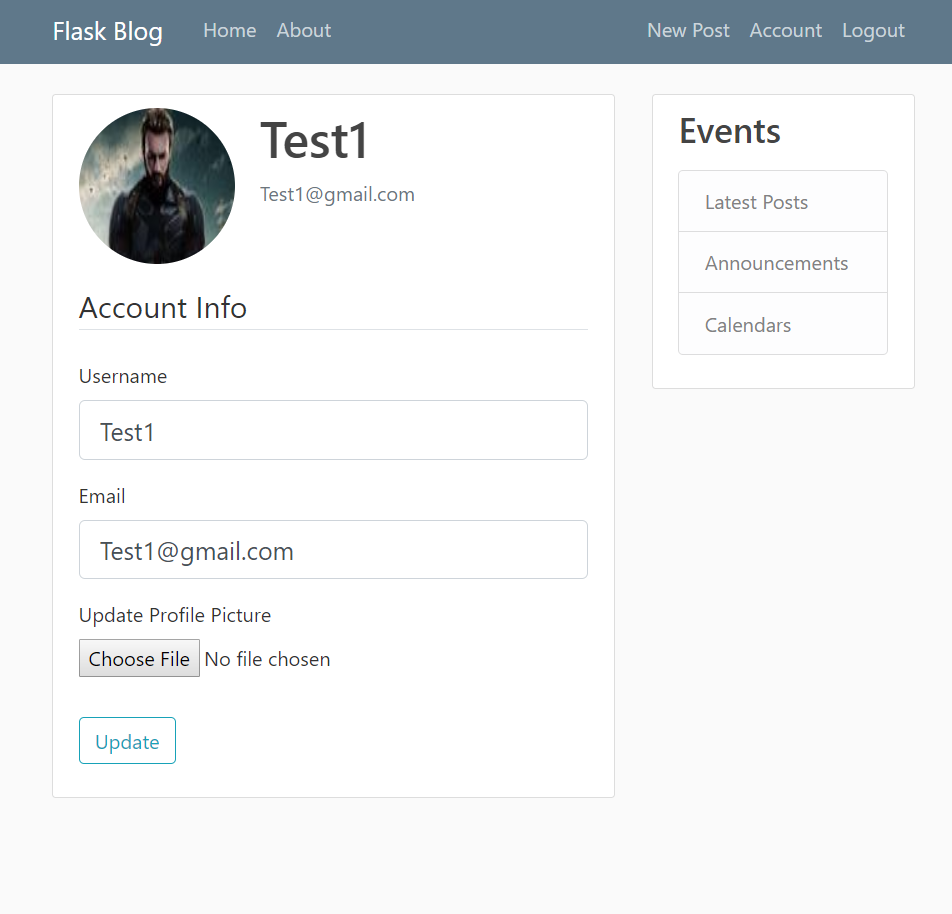 Flask Blog Home About New Post Account Logout
Test1
Test1@gmail.com
Account Info
Username
Test1
Email
Test1@gmail.com
Update Profile Picture
Choose File No file chosen
Update
Events
Latest Posts
Announcements
Calendars